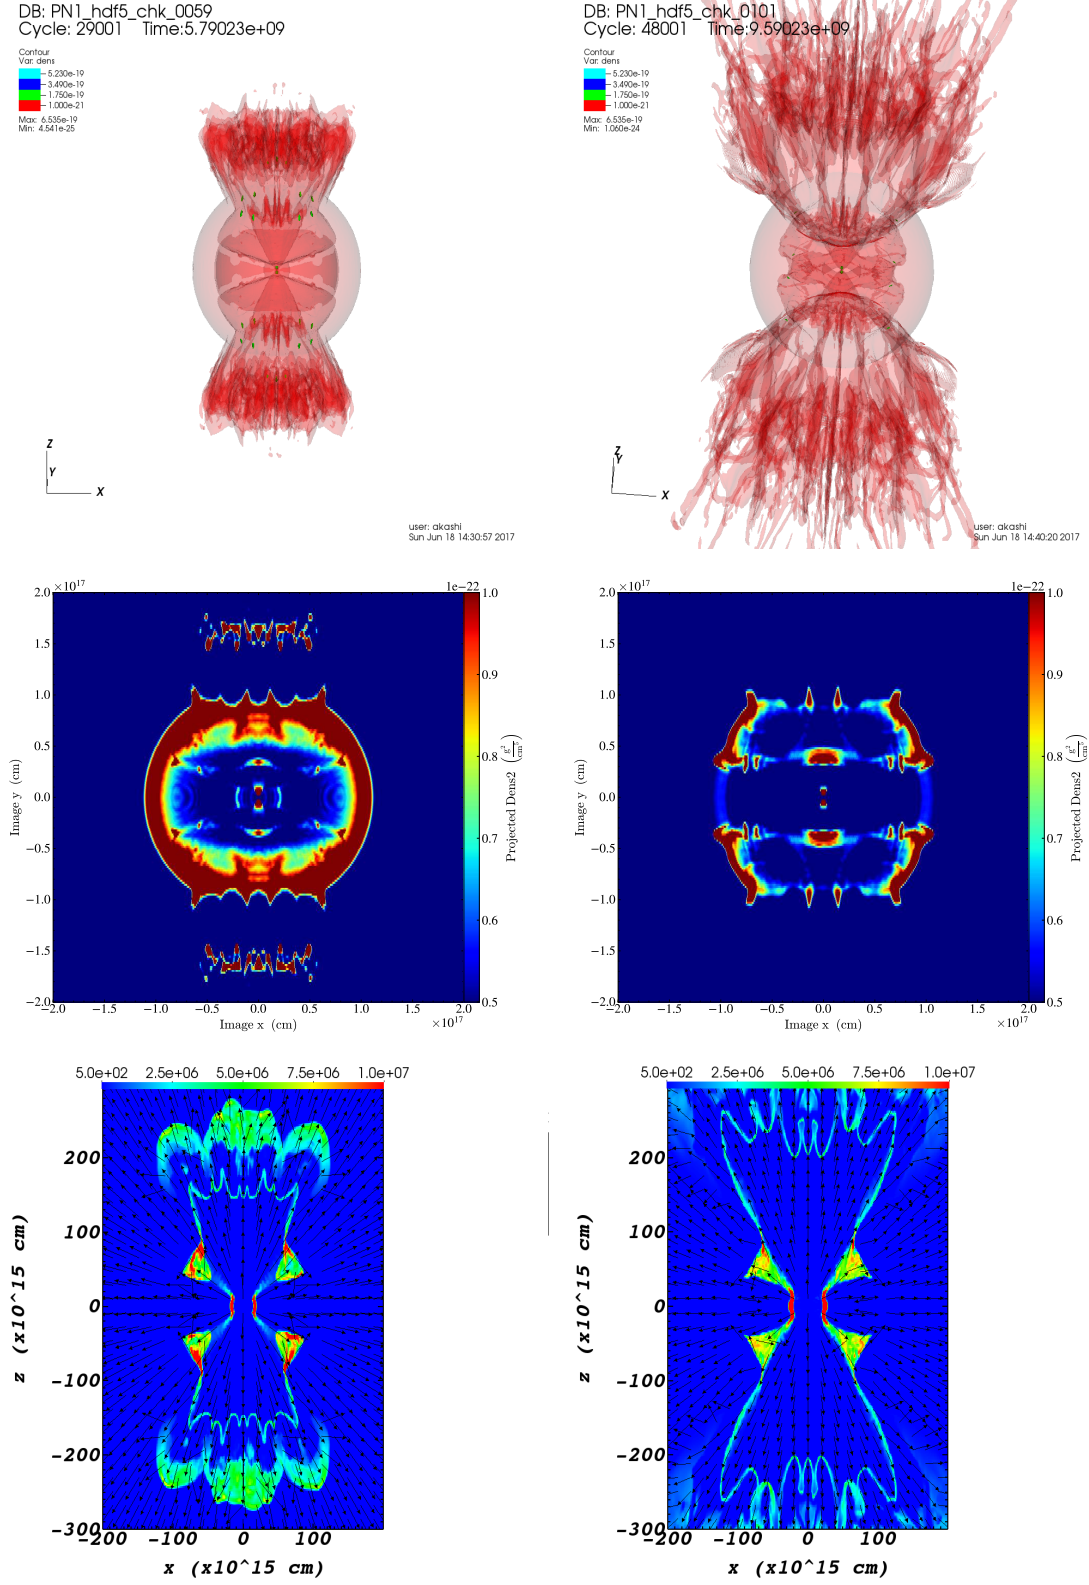 DB: PN1_hdf5_chk_0059
Cycle: 29001 Time:5.79023e+09
Contour
Var: dens
5.230e-19
3.490e-19
1.750e-19
1.000e-21
Max: 6.535e-19
Min: 4.541e-25
Z
Y
X
user: akashi
Sun Jun 18 14:30:57 2017
DB: PN1_hdf5_chk_0101
Cycle: 48001 Time:9.59023e+09
Contour
Var: dens
5.230e-19
3.490e-19
1.750e-19
1.000e-21
Max: 6.535e-19
Min: 1.060e-24
Z
Y
X
user: akashi
Sun Jun 18 14:40:20 2017
2.0 ×10^17
1e−22
1.0
1.5
0.9
1.0
0.5
0.8
0.0
0.7
−0.5
−1.0
0.6
−1.5
−2.0
0.5
−2.0 −1.5 −1.0 −0.5 0.0 0.5 1.0 1.5 2.0
×10^17
Image x (cm)
Image y (cm)
Projected Dens2 (g^2/cm^5)
2.0 ×10^17
1e−22
1.0
1.5
0.9
1.0
0.5
0.8
0.0
0.7
−0.5
−1.0
0.6
−1.5
−2.0
0.5
−2.0 −1.5 −1.0 −0.5 0.0 0.5 1.0 1.5 2.0
×10^17
Image x (cm)
Image y (cm)
Projected Dens2 (g^2/cm^5)
5.0e+02 2.5e+06 5.0e+06 7.5e+06 1.0e+07
200
100
0
-100
-200
-300
-200 -100 0 100
x (x10^15 cm)
z (x10^15 cm)
5.0e+02 2.5e+06 5.0e+06 7.5e+06 1.0e+07
200
100
0
-100
-200
-300
-200 -100 0 100
x (x10^15 cm)
z (x10^15 cm)